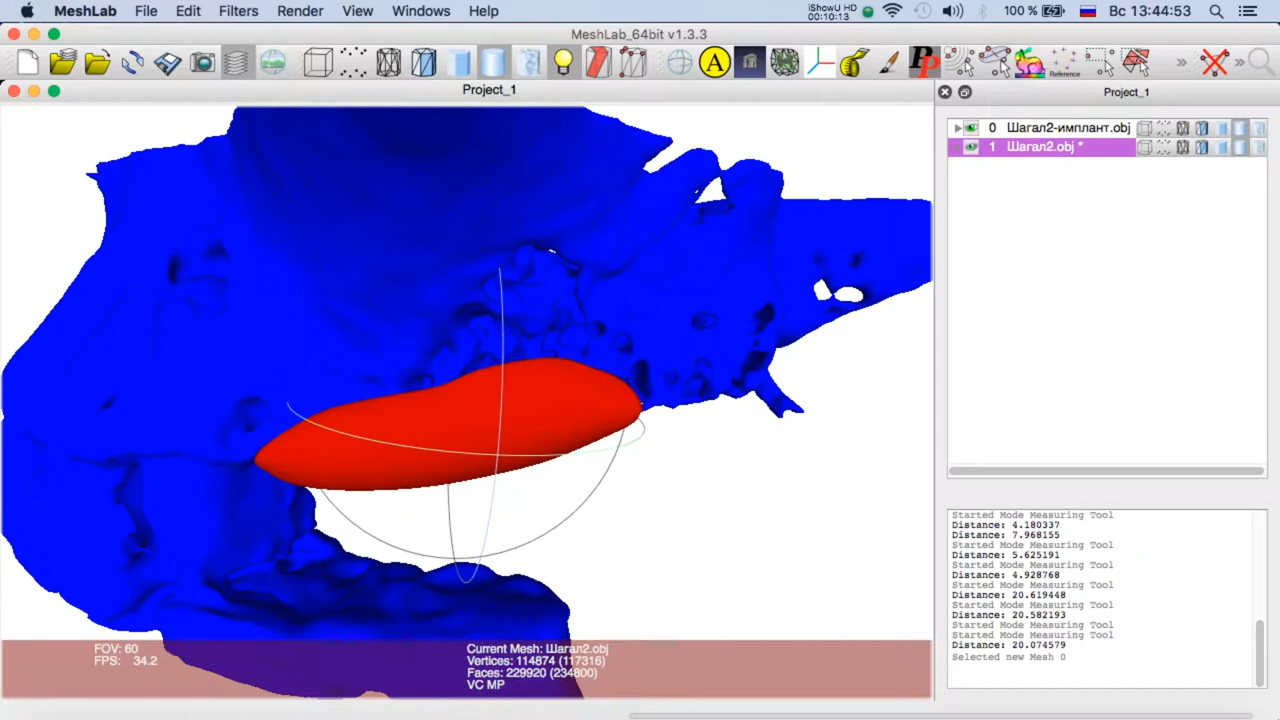 MeshLab File Edit Filters Render View Windows Help iShowU HD 00:10:13 100 % Вс 13:44:53
MeshLab_64bit v1.3.3
A PP Reference » »
Project_1
Project_1
0 Шагал2-имплант.obj
1 Шагал2.obj *
Started Mode Measuring Tool
Distance: 4.180337
Distance: 7.968155
Started Mode Measuring Tool
Distance: 5.625191
Started Mode Measuring Tool
Distance: 4.928768
Started Mode Measuring Tool
Distance: 20.619448
Started Mode Measuring Tool
Distance: 20.582193
Started Mode Measuring Tool
Started Mode Measuring Tool
Distance: 20.074579
Selected new Mesh 0
FOV: 60
FPS: 34.2
Current Mesh: Шагал2.obj
Vertices: 114874 (117316)
Faces: 229920 (234800)
VC MP